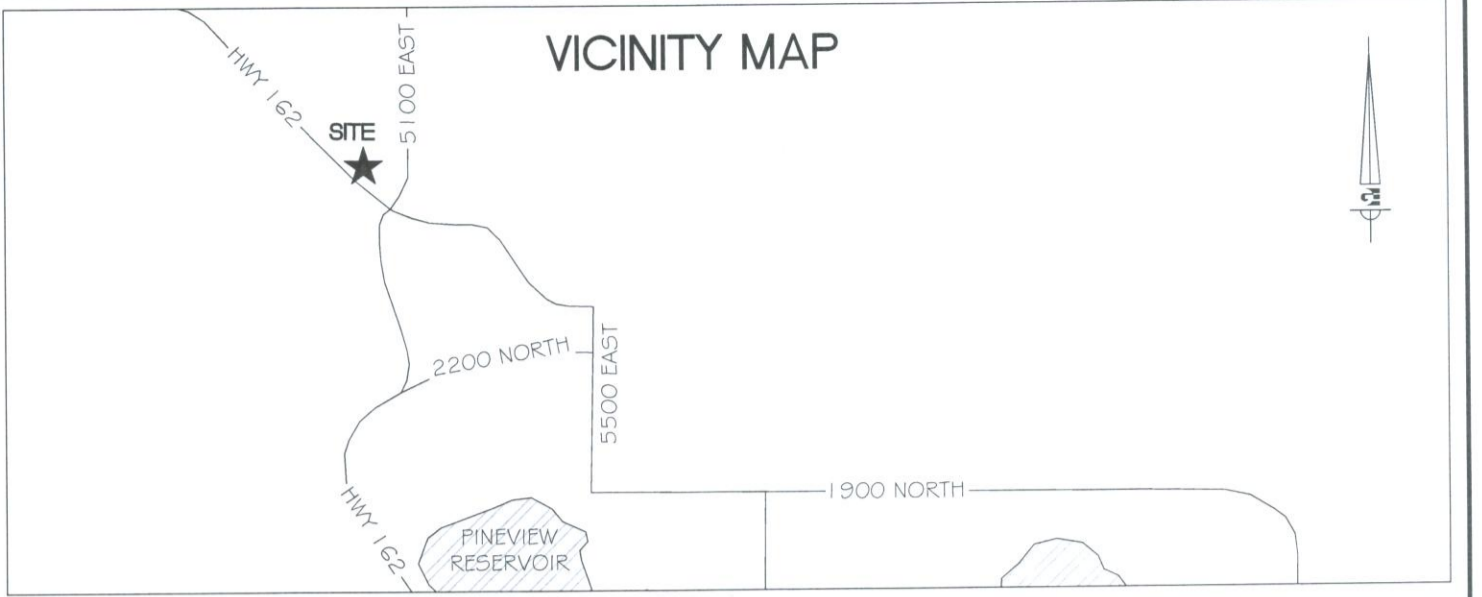 VICINITY MAP
HWY 162
5100 EAST
SITE
2200 NORTH
5500 EAST
1900 NORTH
HWY 162
PINEVIEW
RESERVOIR